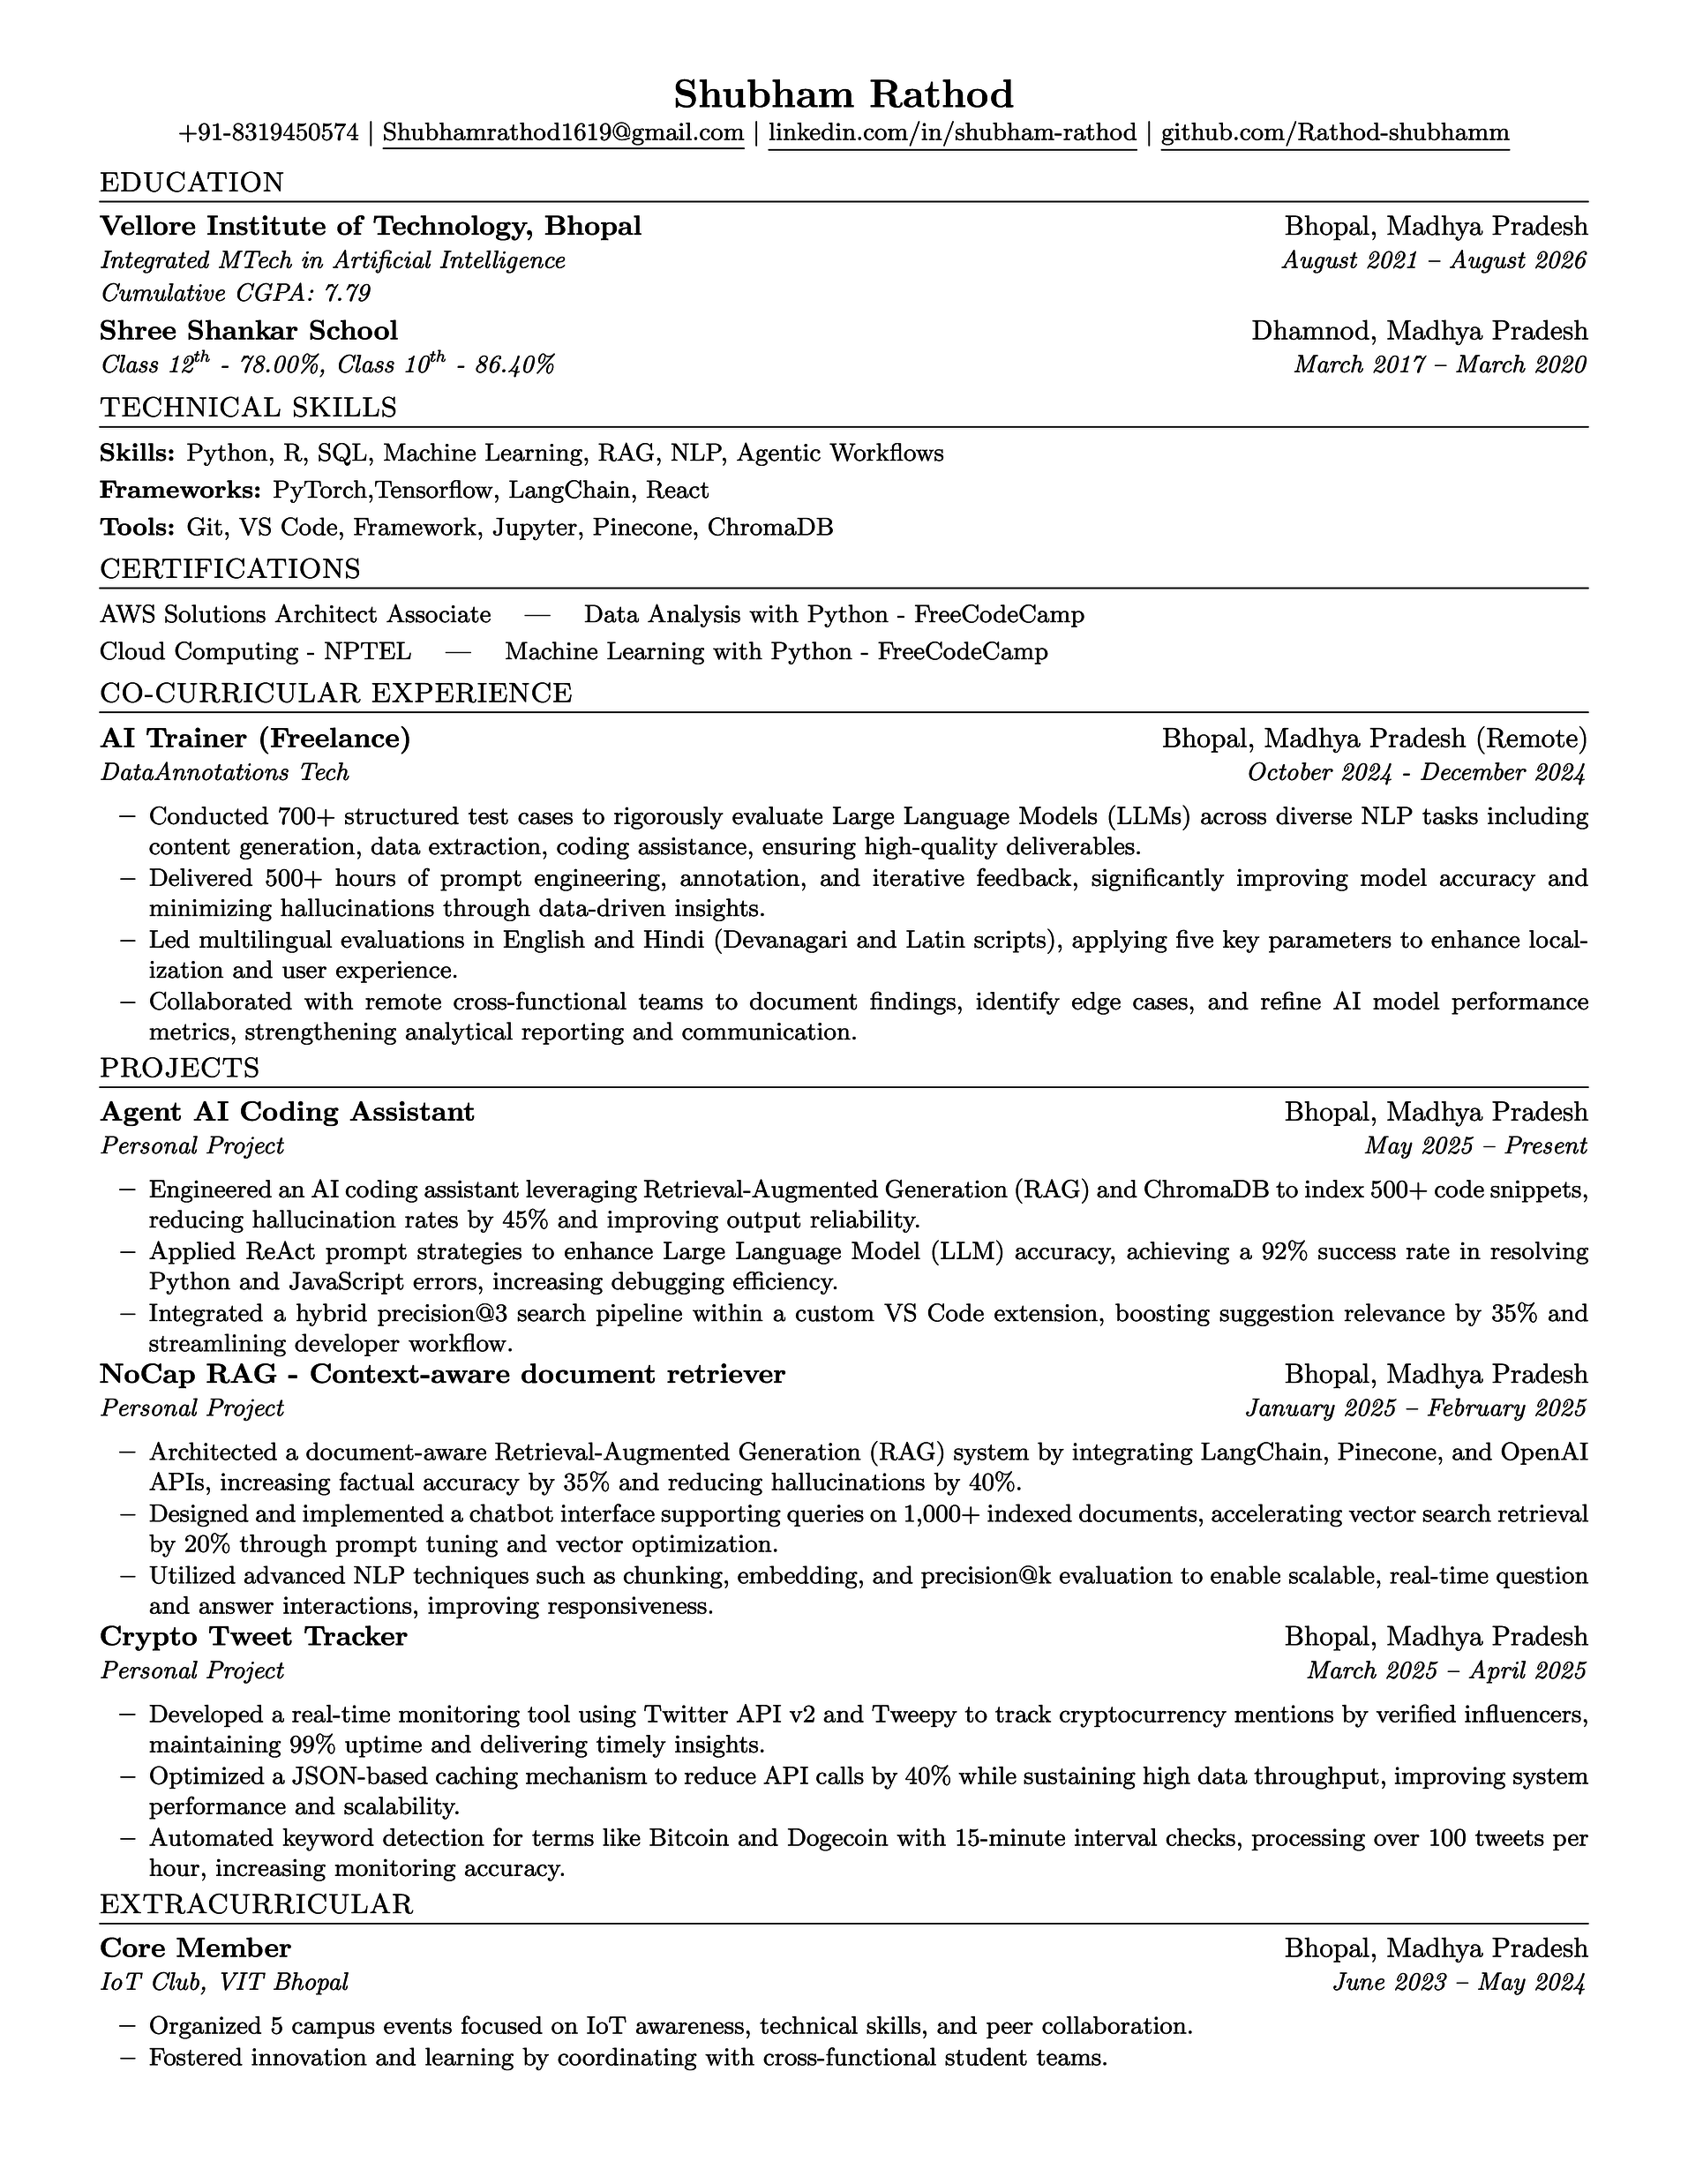 Shubham Rathod
+91-8319450574 | Shubhamrathod1619@gmail.com | linkedin.com/in/shubham-rathod | github.com/Rathod-shubhamm
EDUCATION
Vellore Institute of Technology, Bhopal Bhopal, Madhya Pradesh
Integrated MTech in Artificial Intelligence August 2021 – August 2026
Cumulative CGPA: 7.79
Shree Shankar School Dhamnod, Madhya Pradesh
Class 12th - 78.00%, Class 10th - 86.40% March 2017 – March 2020
TECHNICAL SKILLS
Skills: Python, R, SQL, Machine Learning, RAG, NLP, Agentic Workflows
Frameworks: PyTorch,Tensorflow, LangChain, React
Tools: Git, VS Code, Framework, Jupyter, Pinecone, ChromaDB
CERTIFICATIONS
AWS Solutions Architect Associate — Data Analysis with Python - FreeCodeCamp
Cloud Computing - NPTEL — Machine Learning with Python - FreeCodeCamp
CO-CURRICULAR EXPERIENCE
AI Trainer (Freelance) Bhopal, Madhya Pradesh (Remote)
DataAnnotations Tech October 2024 - December 2024
– Conducted 700+ structured test cases to rigorously evaluate Large Language Models (LLMs) across diverse NLP tasks including
content generation, data extraction, coding assistance, ensuring high-quality deliverables.
– Delivered 500+ hours of prompt engineering, annotation, and iterative feedback, significantly improving model accuracy and
minimizing hallucinations through data-driven insights.
– Led multilingual evaluations in English and Hindi (Devanagari and Latin scripts), applying five key parameters to enhance local-
ization and user experience.
– Collaborated with remote cross-functional teams to document findings, identify edge cases, and refine AI model performance
metrics, strengthening analytical reporting and communication.
PROJECTS
Agent AI Coding Assistant Bhopal, Madhya Pradesh
Personal Project May 2025 – Present
– Engineered an AI coding assistant leveraging Retrieval-Augmented Generation (RAG) and ChromaDB to index 500+ code snippets,
reducing hallucination rates by 45% and improving output reliability.
– Applied ReAct prompt strategies to enhance Large Language Model (LLM) accuracy, achieving a 92% success rate in resolving
Python and JavaScript errors, increasing debugging efficiency.
– Integrated a hybrid precision@3 search pipeline within a custom VS Code extension, boosting suggestion relevance by 35% and
streamlining developer workflow.
NoCap RAG - Context-aware document retriever Bhopal, Madhya Pradesh
Personal Project January 2025 – February 2025
– Architected a document-aware Retrieval-Augmented Generation (RAG) system by integrating LangChain, Pinecone, and OpenAI
APIs, increasing factual accuracy by 35% and reducing hallucinations by 40%.
– Designed and implemented a chatbot interface supporting queries on 1,000+ indexed documents, accelerating vector search retrieval
by 20% through prompt tuning and vector optimization.
– Utilized advanced NLP techniques such as chunking, embedding, and precision@k evaluation to enable scalable, real-time question
and answer interactions, improving responsiveness.
Crypto Tweet Tracker Bhopal, Madhya Pradesh
Personal Project March 2025 – April 2025
– Developed a real-time monitoring tool using Twitter API v2 and Tweepy to track cryptocurrency mentions by verified influencers,
maintaining 99% uptime and delivering timely insights.
– Optimized a JSON-based caching mechanism to reduce API calls by 40% while sustaining high data throughput, improving system
performance and scalability.
– Automated keyword detection for terms like Bitcoin and Dogecoin with 15-minute interval checks, processing over 100 tweets per
hour, increasing monitoring accuracy.
EXTRACURRICULAR
Core Member Bhopal, Madhya Pradesh
IoT Club, VIT Bhopal June 2023 – May 2024
– Organized 5 campus events focused on IoT awareness, technical skills, and peer collaboration.
– Fostered innovation and learning by coordinating with cross-functional student teams.